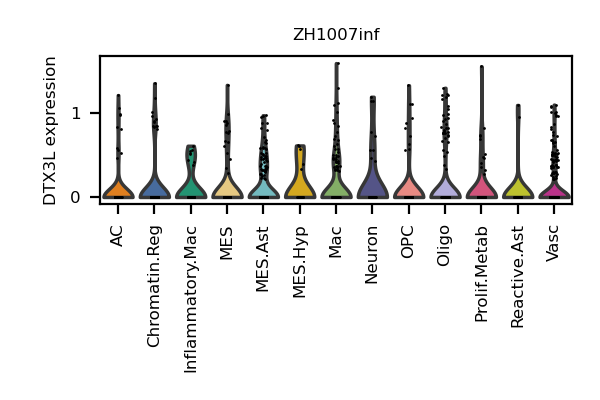 ZH1007inf
DTX3L expression
1
0
AC
Chromatin.Reg
Inflammatory.Mac
MES
MES.Ast
MES.Hyp
Mac
Neuron
OPC
Oligo
Prolif.Metab
Reactive.Ast
Vasc